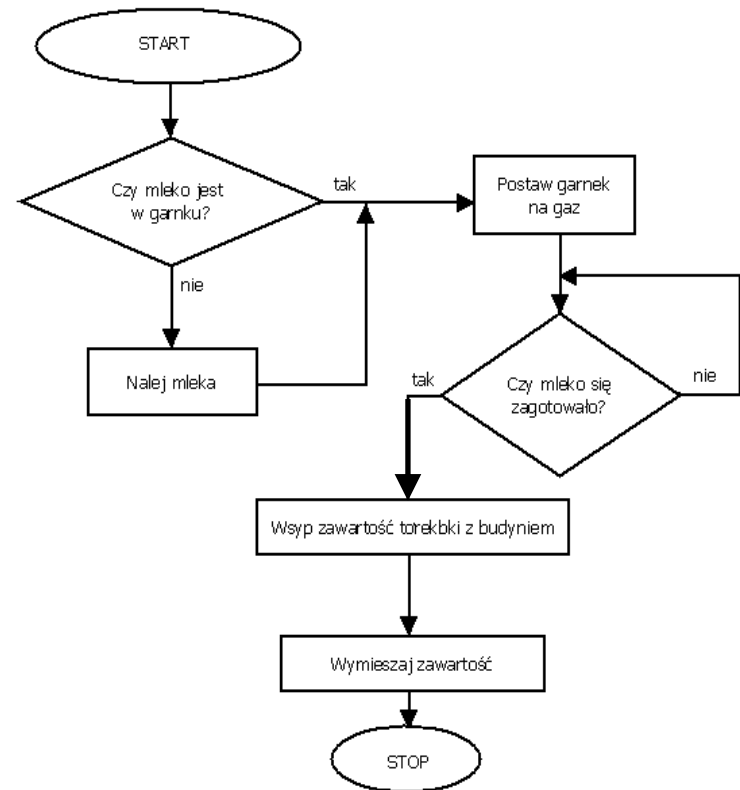 START
Czy mleko jest
w garnku?
tak
nie
Nalej mleka
Postaw garnek
na gaz
Czy mleko się
zagotowało?
nie
tak
Wsyp zawartość torekbki z budyniem
Wymieszaj zawartość
STOP